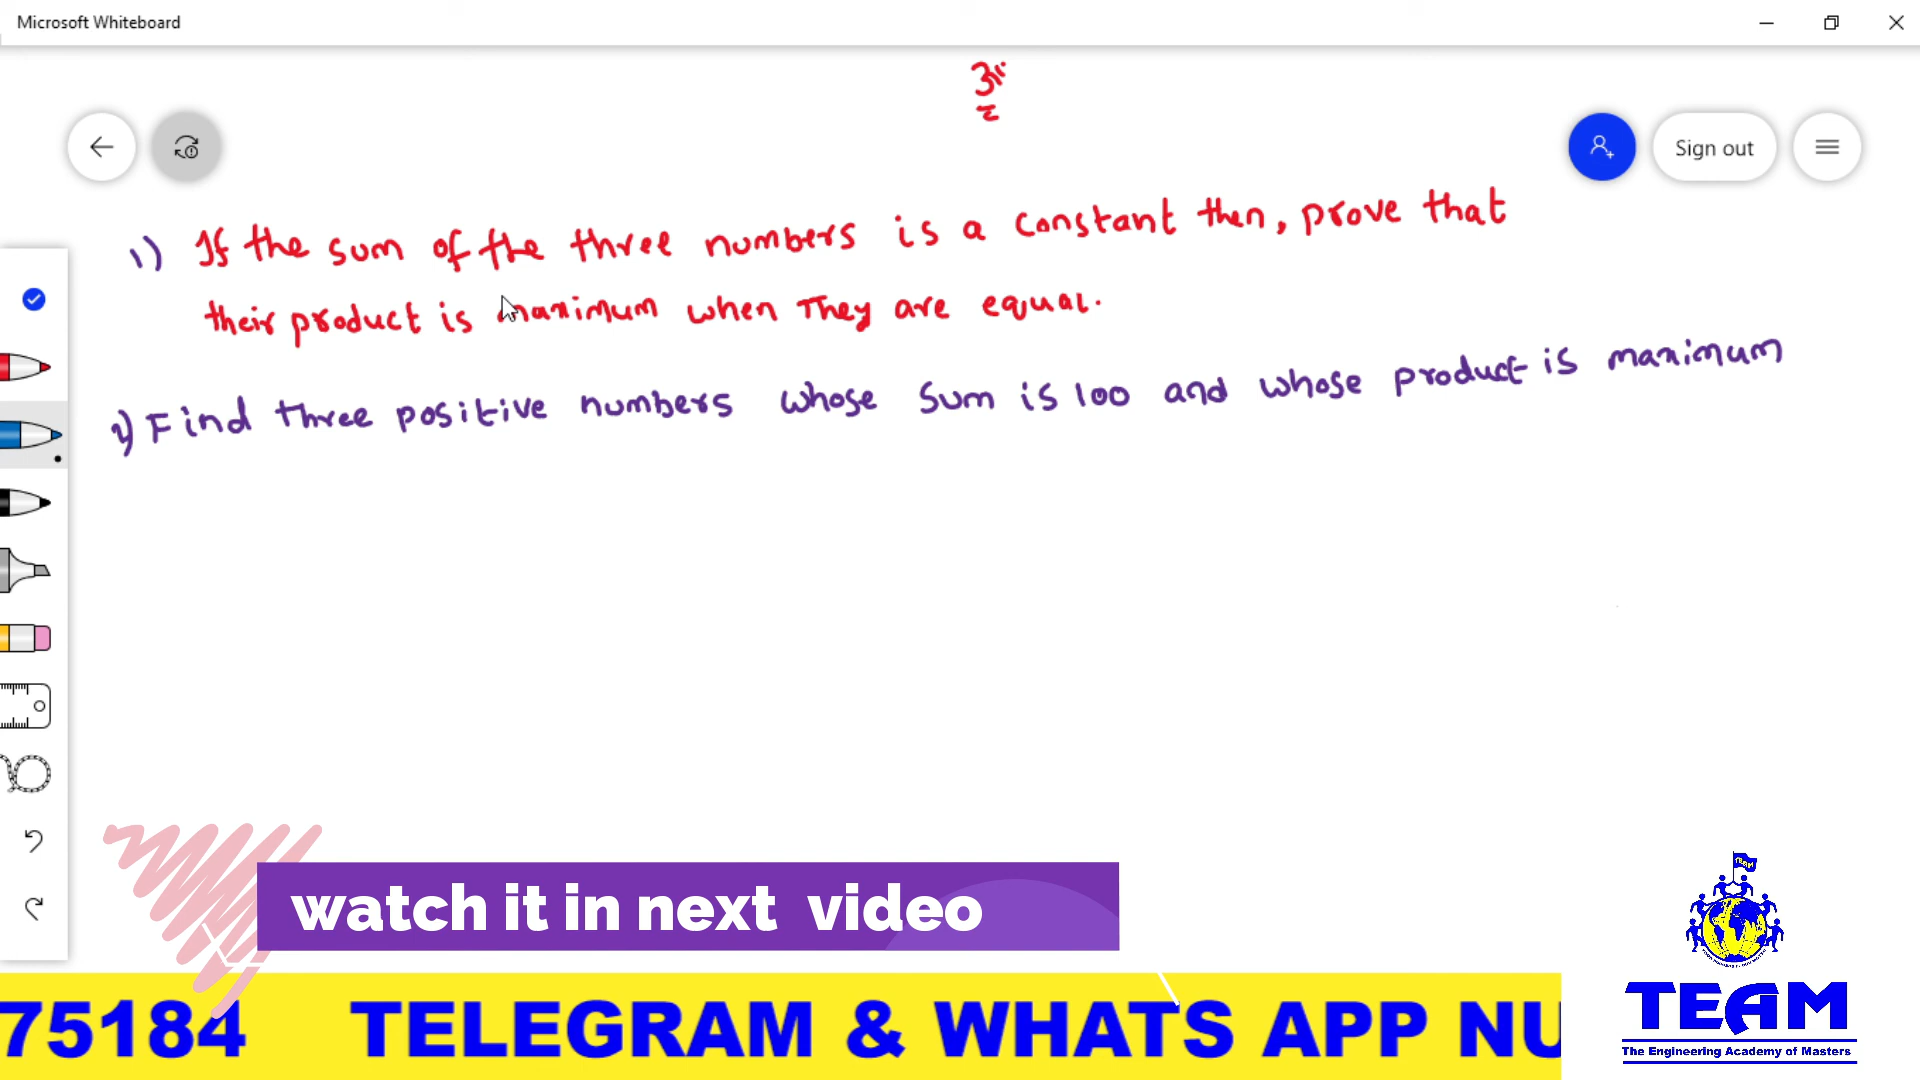 Microsoft Whiteboard
Sign out
1) If the sum of the three numbers is a constant then, prove that
their product is maximum when They are equal.
2) Find three positive numbers whose sum is 100 and whose product is maximum
watch it in next video
75184 TELEGRAM & WHATS APP NU
TEAM
The Engineering Academy of Masters